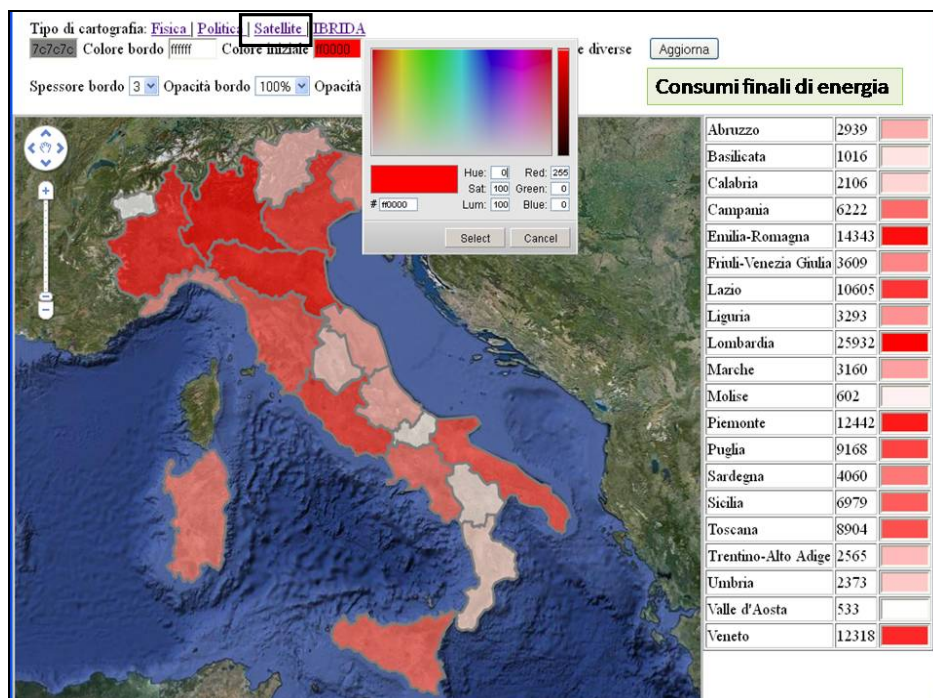 Tipo di cartografia: Fisica | Politica | Satellite | IBRIDA
7c7c7c Colore bordo ffffff Colore iniziale ff0000 e diverse Aggiorna
Spessore bordo 3 Opacità bordo 100% Opacità
Consumi finali di energia
Hue: 0 Red: 255
Sat: 100 Green: 0
# ff0000 Lum: 100 Blue: 0
Select Cancel
Abruzzo 2939
Basilicata 1016
Calabria 2106
Campania 6222
Emilia-Romagna 14343
Friuli-Venezia Giulia 3609
Lazio 10605
Liguria 3293
Lombardia 25932
Marche 3160
Molise 602
Piemonte 12442
Puglia 9168
Sardegna 4060
Sicilia 6979
Toscana 8904
Trentino-Alto Adige 2565
Umbria 2373
Valle d'Aosta 533
Veneto 12318